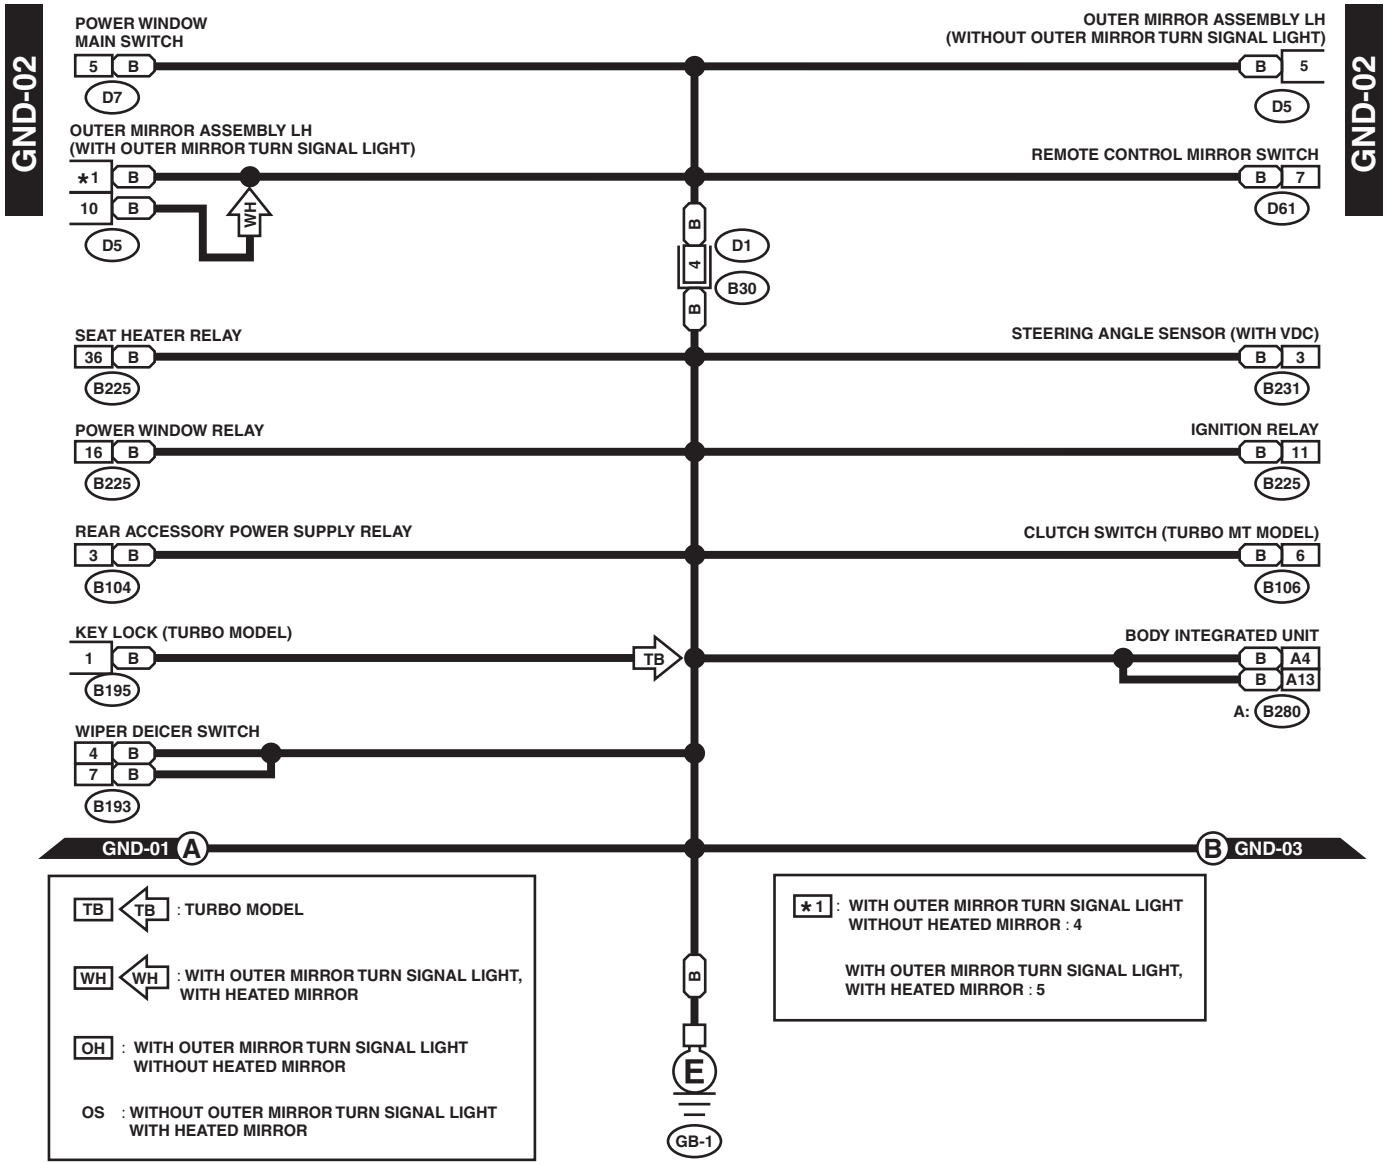 GND-02
GND-02
POWER WINDOW
MAIN SWITCH
5 B
D7
OUTER MIRROR ASSEMBLY LH
(WITHOUT OUTER MIRROR TURN SIGNAL LIGHT)
B 5
D5
OUTER MIRROR ASSEMBLY LH
(WITH OUTER MIRROR TURN SIGNAL LIGHT)
*1 B
10 B
D5
WH
REMOTE CONTROL MIRROR SWITCH
B 7
D61
B
4
B
D1
B30
SEAT HEATER RELAY
36 B
B225
STEERING ANGLE SENSOR (WITH VDC)
B 3
B231
POWER WINDOW RELAY
16 B
B225
IGNITION RELAY
B 11
B225
REAR ACCESSORY POWER SUPPLY RELAY
3 B
B104
CLUTCH SWITCH (TURBO MT MODEL)
B 6
B106
KEY LOCK (TURBO MODEL)
1 B
B195
TB
BODY INTEGRATED UNIT
B A4
B A13
A: B280
WIPER DEICER SWITCH
4 B
7 B
B193
GND-01 A
B GND-03
TB TB : TURBO MODEL
WH WH : WITH OUTER MIRROR TURN SIGNAL LIGHT,
WITH HEATED MIRROR
OH : WITH OUTER MIRROR TURN SIGNAL LIGHT
WITHOUT HEATED MIRROR
OS : WITHOUT OUTER MIRROR TURN SIGNAL LIGHT
WITH HEATED MIRROR
B
E
GB-1
*1 : WITH OUTER MIRROR TURN SIGNAL LIGHT
WITHOUT HEATED MIRROR : 4
WITH OUTER MIRROR TURN SIGNAL LIGHT,
WITH HEATED MIRROR : 5